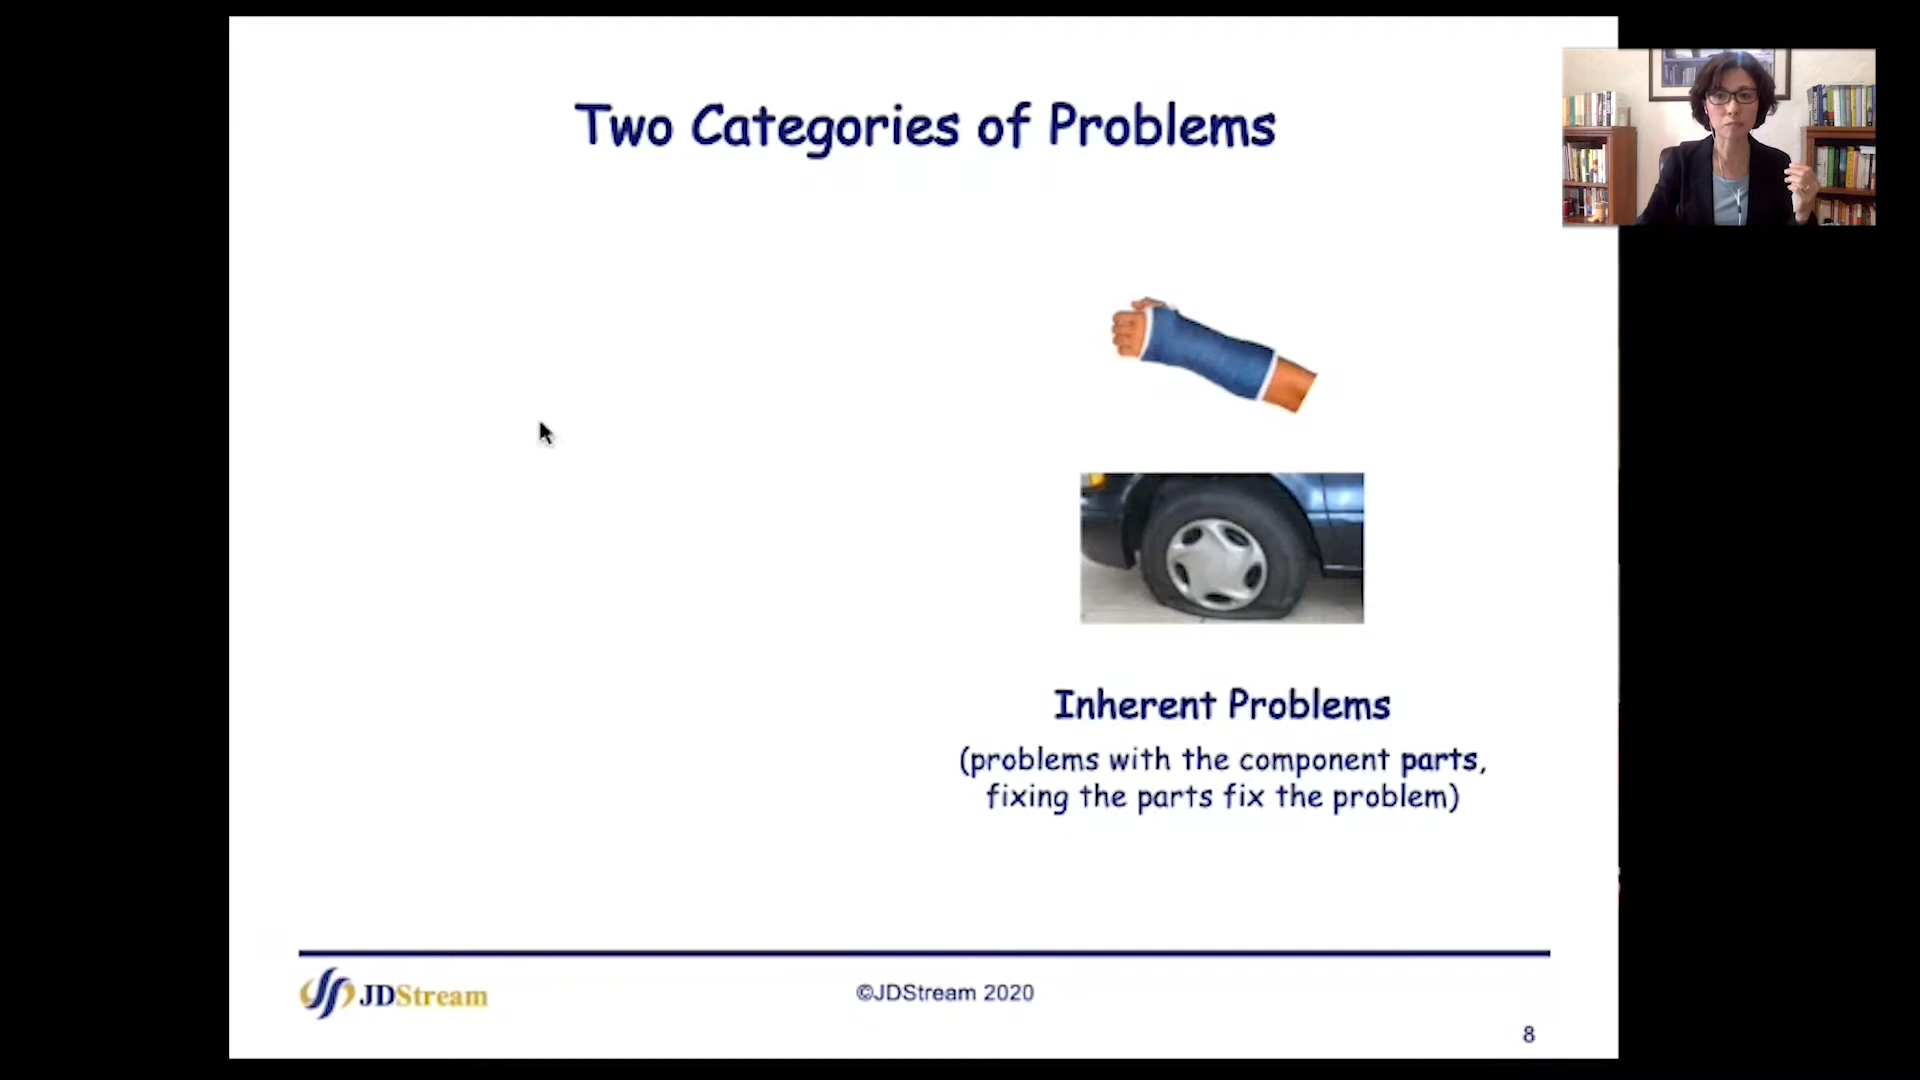 Two Categories of Problems
Inherent Problems
(problems with the component parts,
fixing the parts fix the problem)
JDStream
©JDStream 2020
8